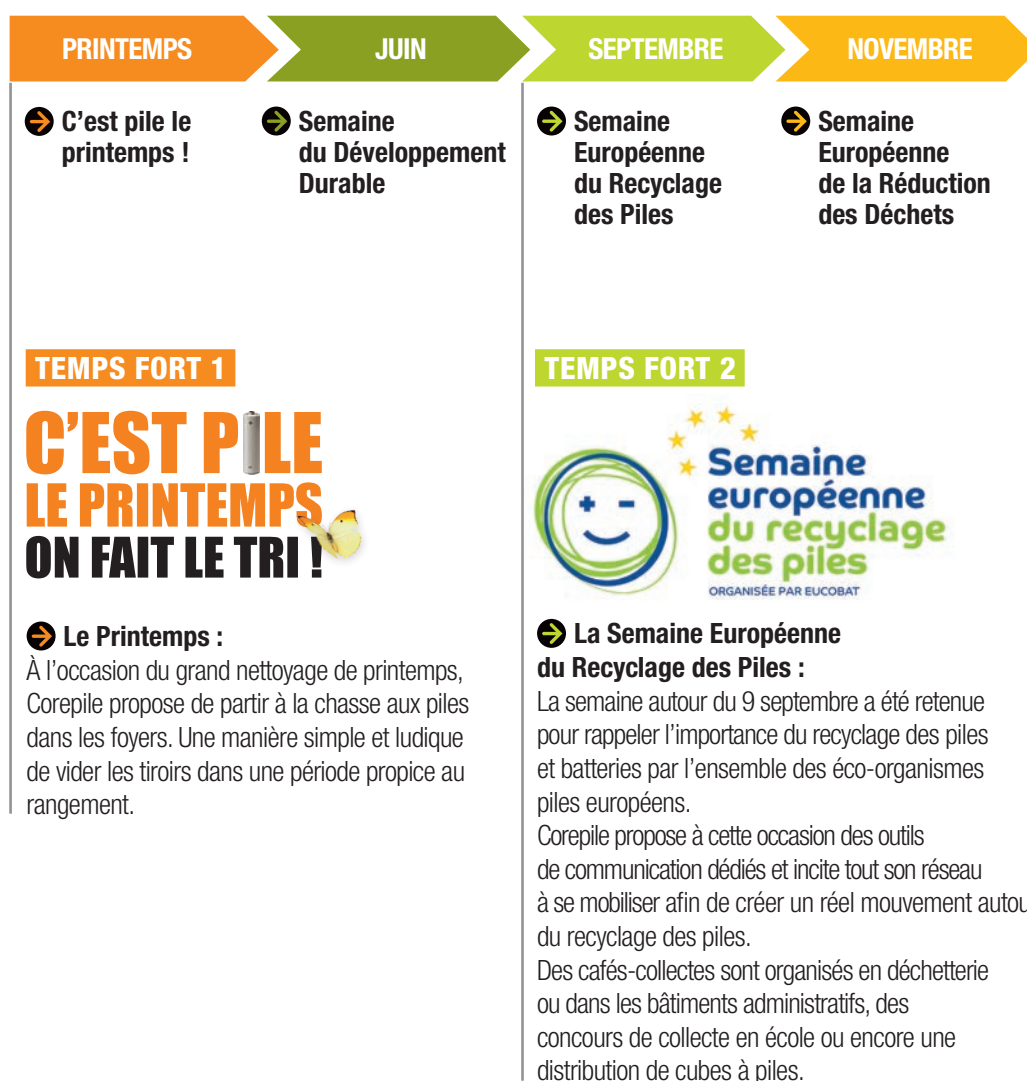 PRINTEMPS
JUIN
SEPTEMBRE
NOVEMBRE
C'est pile le
printemps !
Semaine
du Développement
Durable
Semaine
Européenne
du Recyclage
des Piles
Semaine
Européenne
de la Réduction
des Déchets
TEMPS FORT 1
C'EST PILE
LE PRINTEMPS
ON FAIT LE TRI !
Le Printemps :
À l'occasion du grand nettoyage de printemps,
Corepile propose de partir à la chasse aux piles
dans les foyers. Une manière simple et ludique
de vider les tiroirs dans une période propice au
rangement.
TEMPS FORT 2
Semaine
européenne
du recyclage
des piles
ORGANISÉE PAR EUCOBAT
La Semaine Européenne
du Recyclage des Piles :
La semaine autour du 9 septembre a été retenue
pour rappeler l'importance du recyclage des piles
et batteries par l'ensemble des éco-organismes
piles européens.
Corepile propose à cette occasion des outils
de communication dédiés et incite tout son réseau
à se mobiliser afin de créer un réel mouvement autou
du recyclage des piles.
Des cafés-collectes sont organisés en déchetterie
ou dans les bâtiments administratifs, des
concours de collecte en école ou encore une
distribution de cubes à piles.